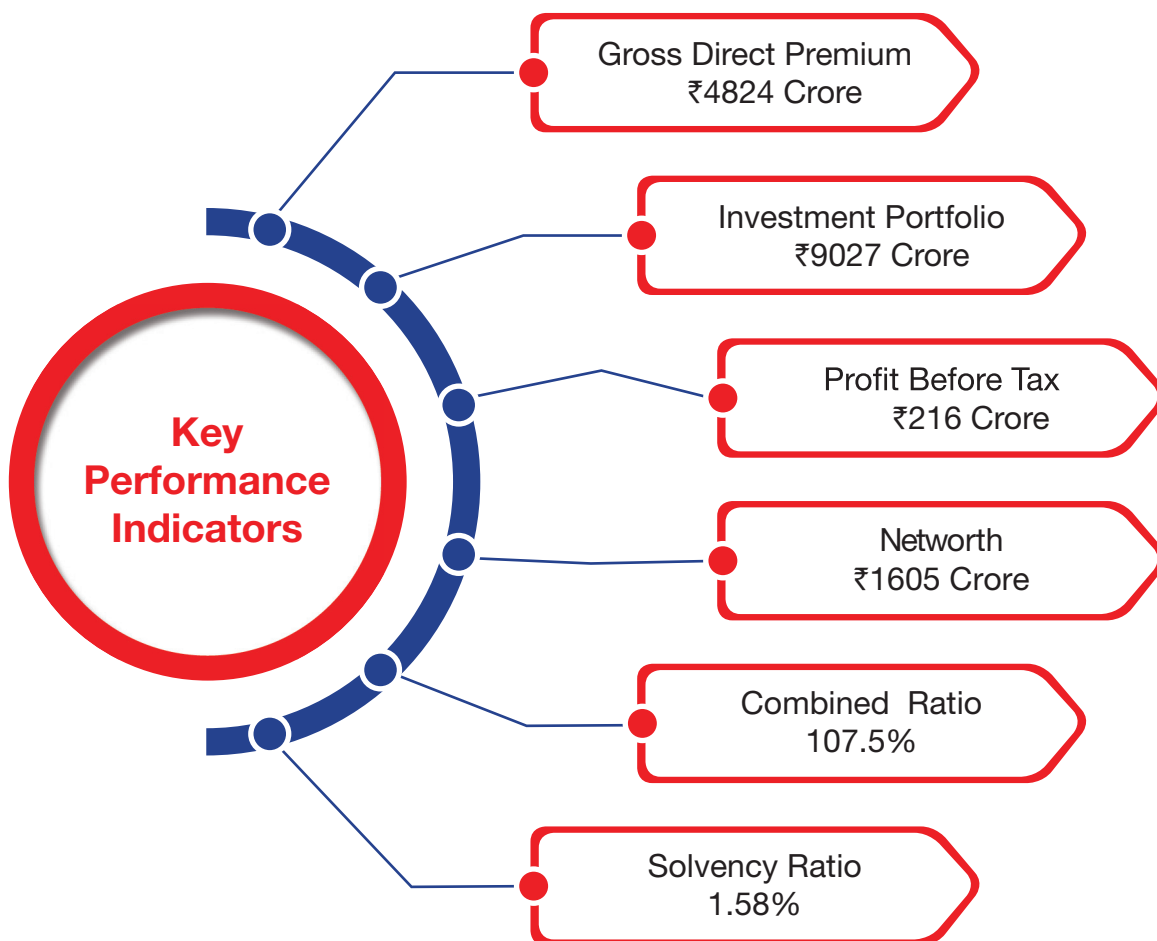 Key
Performance
Indicators
Gross Direct Premium
₹4824 Crore
Investment Portfolio
₹9027 Crore
Profit Before Tax
₹216 Crore
Networth
₹1605 Crore
Combined Ratio
107.5%
Solvency Ratio
1.58%